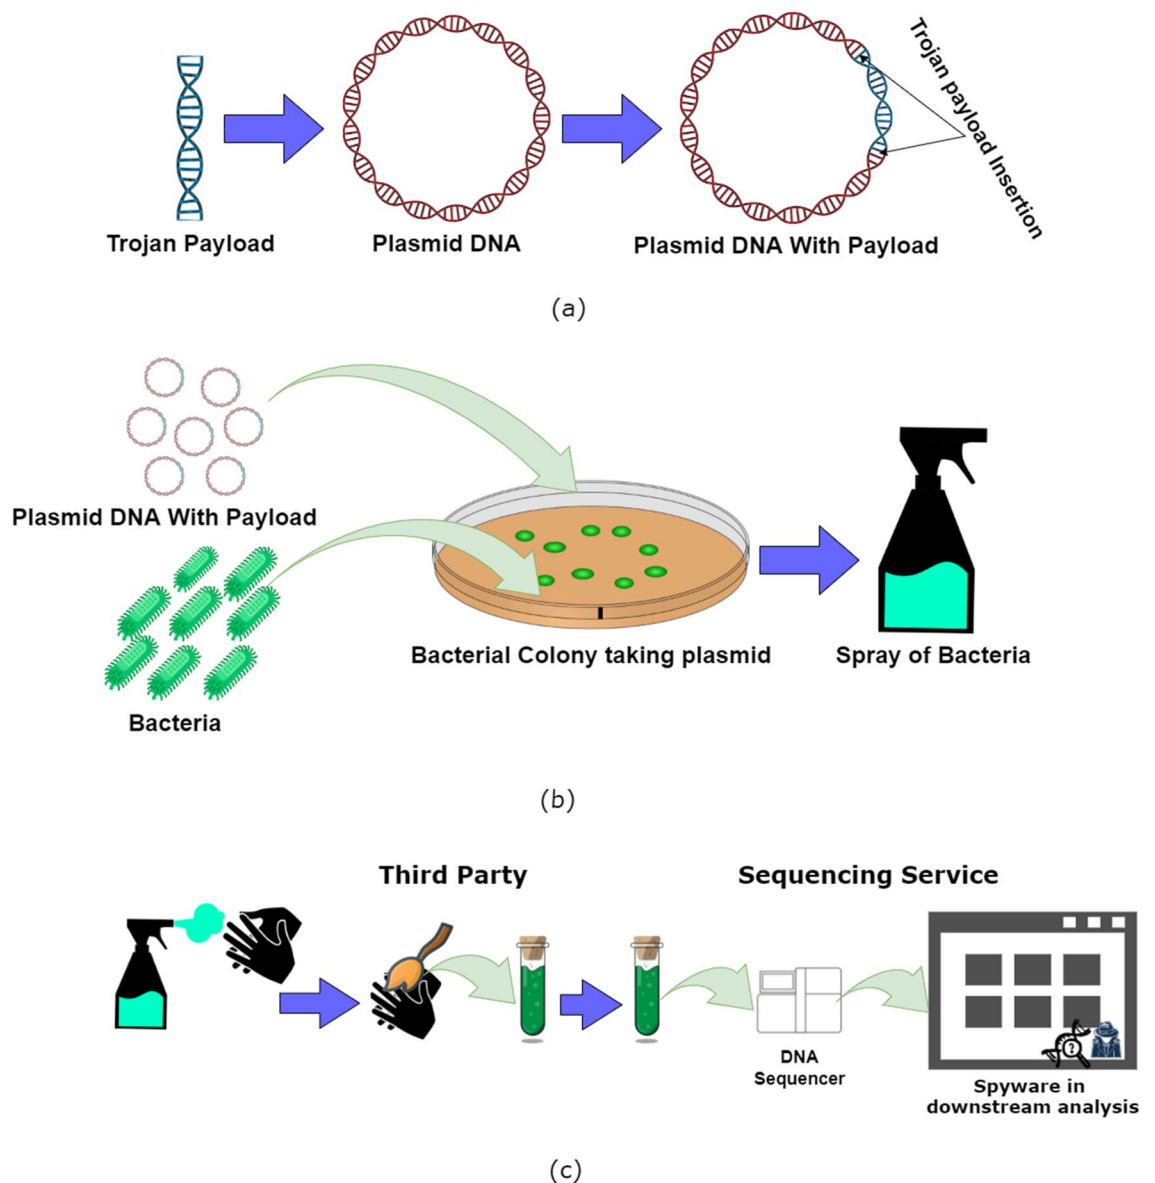 Trojan payload Insertion
Trojan Payload
Plasmid DNA
Plasmid DNA With Payload
(a)
Plasmid DNA With Payload
Bacteria
Bacterial Colony taking plasmid
Spray of Bacteria
(b)
Third Party
Sequencing Service
DNA
Sequencer
?
Spyware in
downstream analysis
(c)